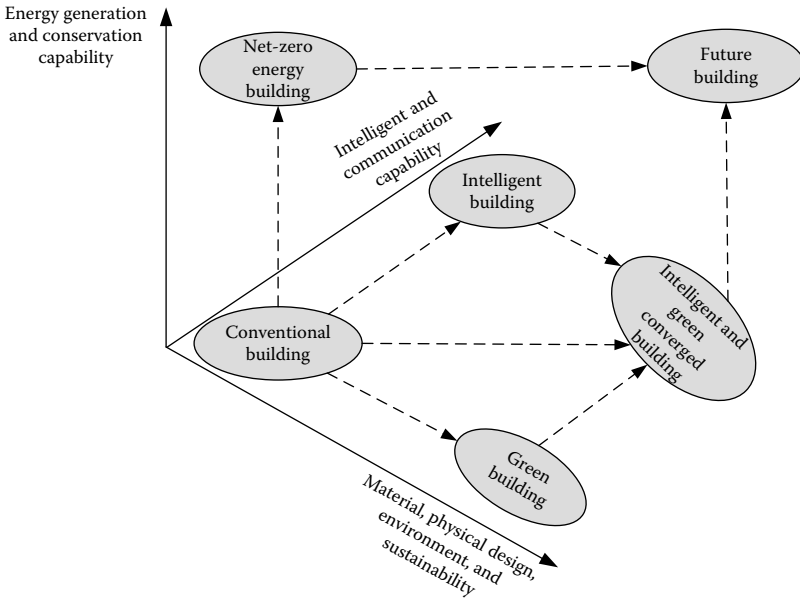 Energy generation
and conservation
capability
Net-zero
energy
building
Future
building
Intelligent and
communication
capability
Intelligent
building
Conventional
building
Intelligent and
green
converged
building
Green
building
Material, physical design,
environment, and
sustainability